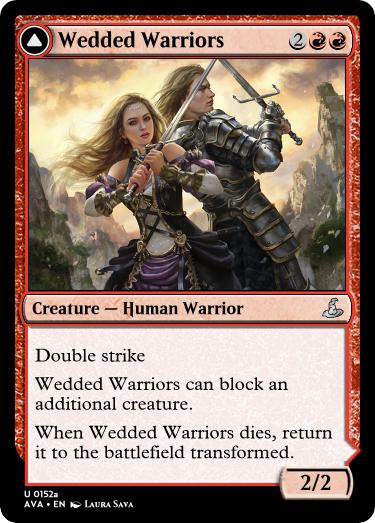 Wedded Warriors 2
Creature — Human Warrior
Double strike
Wedded Warriors can block an
additional creature.
When Wedded Warriors dies, return
it to the battlefield transformed.
2/2
U 0152a
AVA • EN Laura Sava